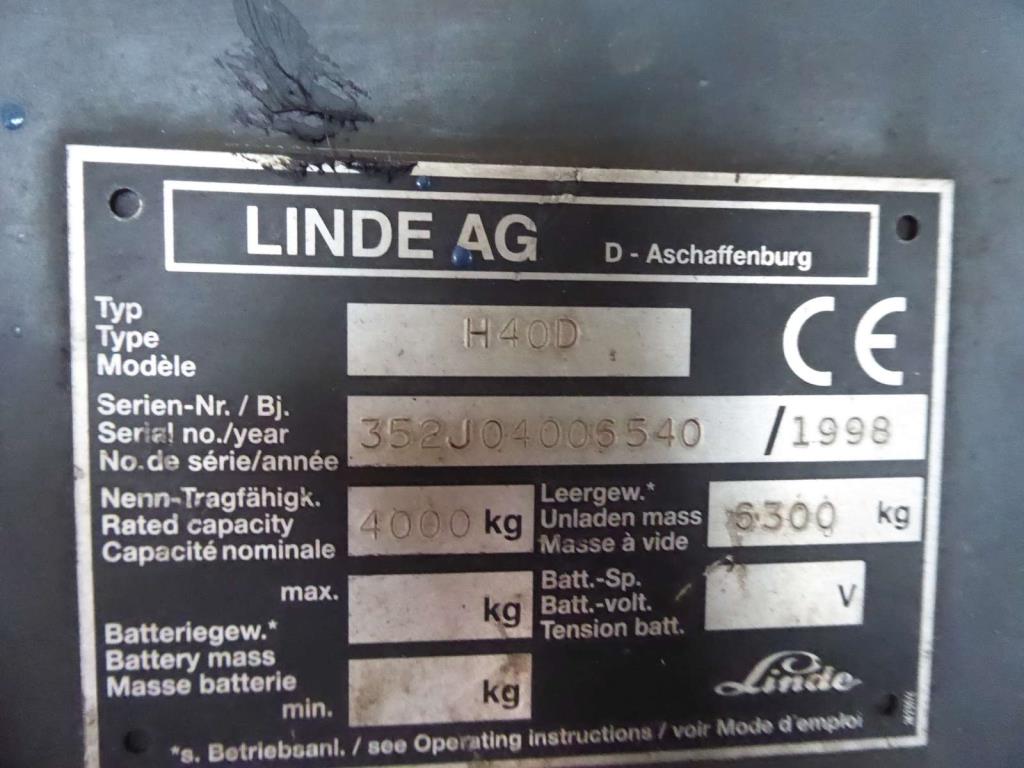 LINDE AG D - Aschaffenburg
Typ
Type
Modèle
H40D
CE
Serien-Nr. / Bj.
Serial no./year
No.de série/année
352J04006540 / 1998
Nenn-Tragfähigk.
Rated capacity
Capacité nominale
4000 kg
Leergew.*
Unladen mass
Masse à vide
6300 kg
max.
kg
Batteriegew.*
Battery mass
Masse batterie
min.
kg
Batt.-Sp.
Batt.-volt.
Tension batt.
V
Linde
*s. Betriebsanl. / see Operating instructions / voir Mode d'emploi